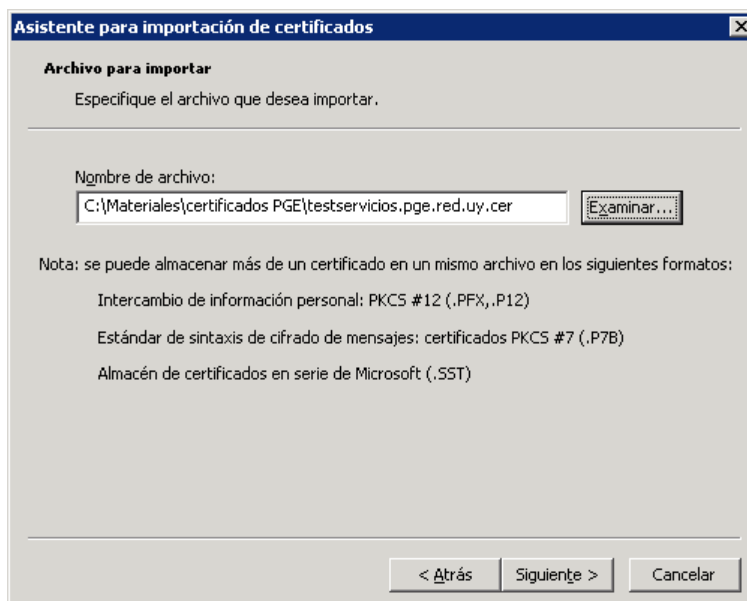 Asistente para importación de certificados
Archivo para importar
Especifique el archivo que desea importar.
Nombre de archivo:
C:\Materiales\certificados PGE\testservicios.pge.red.uy.cer
Examinar...
Nota: se puede almacenar más de un certificado en un mismo archivo en los siguientes formatos:
Intercambio de información personal: PKCS #12 (.PFX,.P12)
Estándar de sintaxis de cifrado de mensajes: certificados PKCS #7 (.P7B)
Almacén de certificados en serie de Microsoft (.SST)
< Atrás
Siguiente >
Cancelar